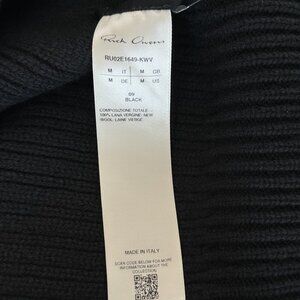 Rick Owens
RU02E1649-KWV
M IT M GB
M DE M US
09
BLACK
COMPOSIZIONE TOTALE
100% LANA VERGINE: NEW
WOOL: LAINE VIERGE
MADE IN ITALY
SCAN CODE BELOW FOR MORE
INFORMATION ABOUT THE
COLLECTION